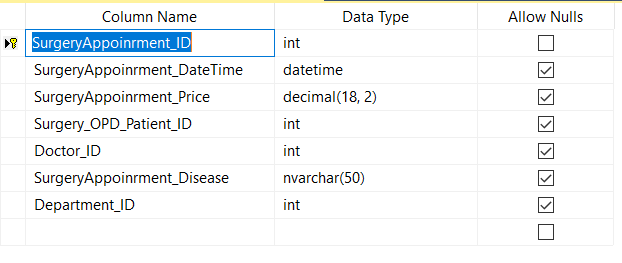 Column Name Data Type Allow Nulls
SurgeryAppoinrment_ID int
SurgeryAppoinrment_DateTime datetime
SurgeryAppoinrment_Price decimal(18, 2)
Surgery_OPD_Patient_ID int
Doctor_ID int
SurgeryAppoinrment_Disease nvarchar(50)
Department_ID int